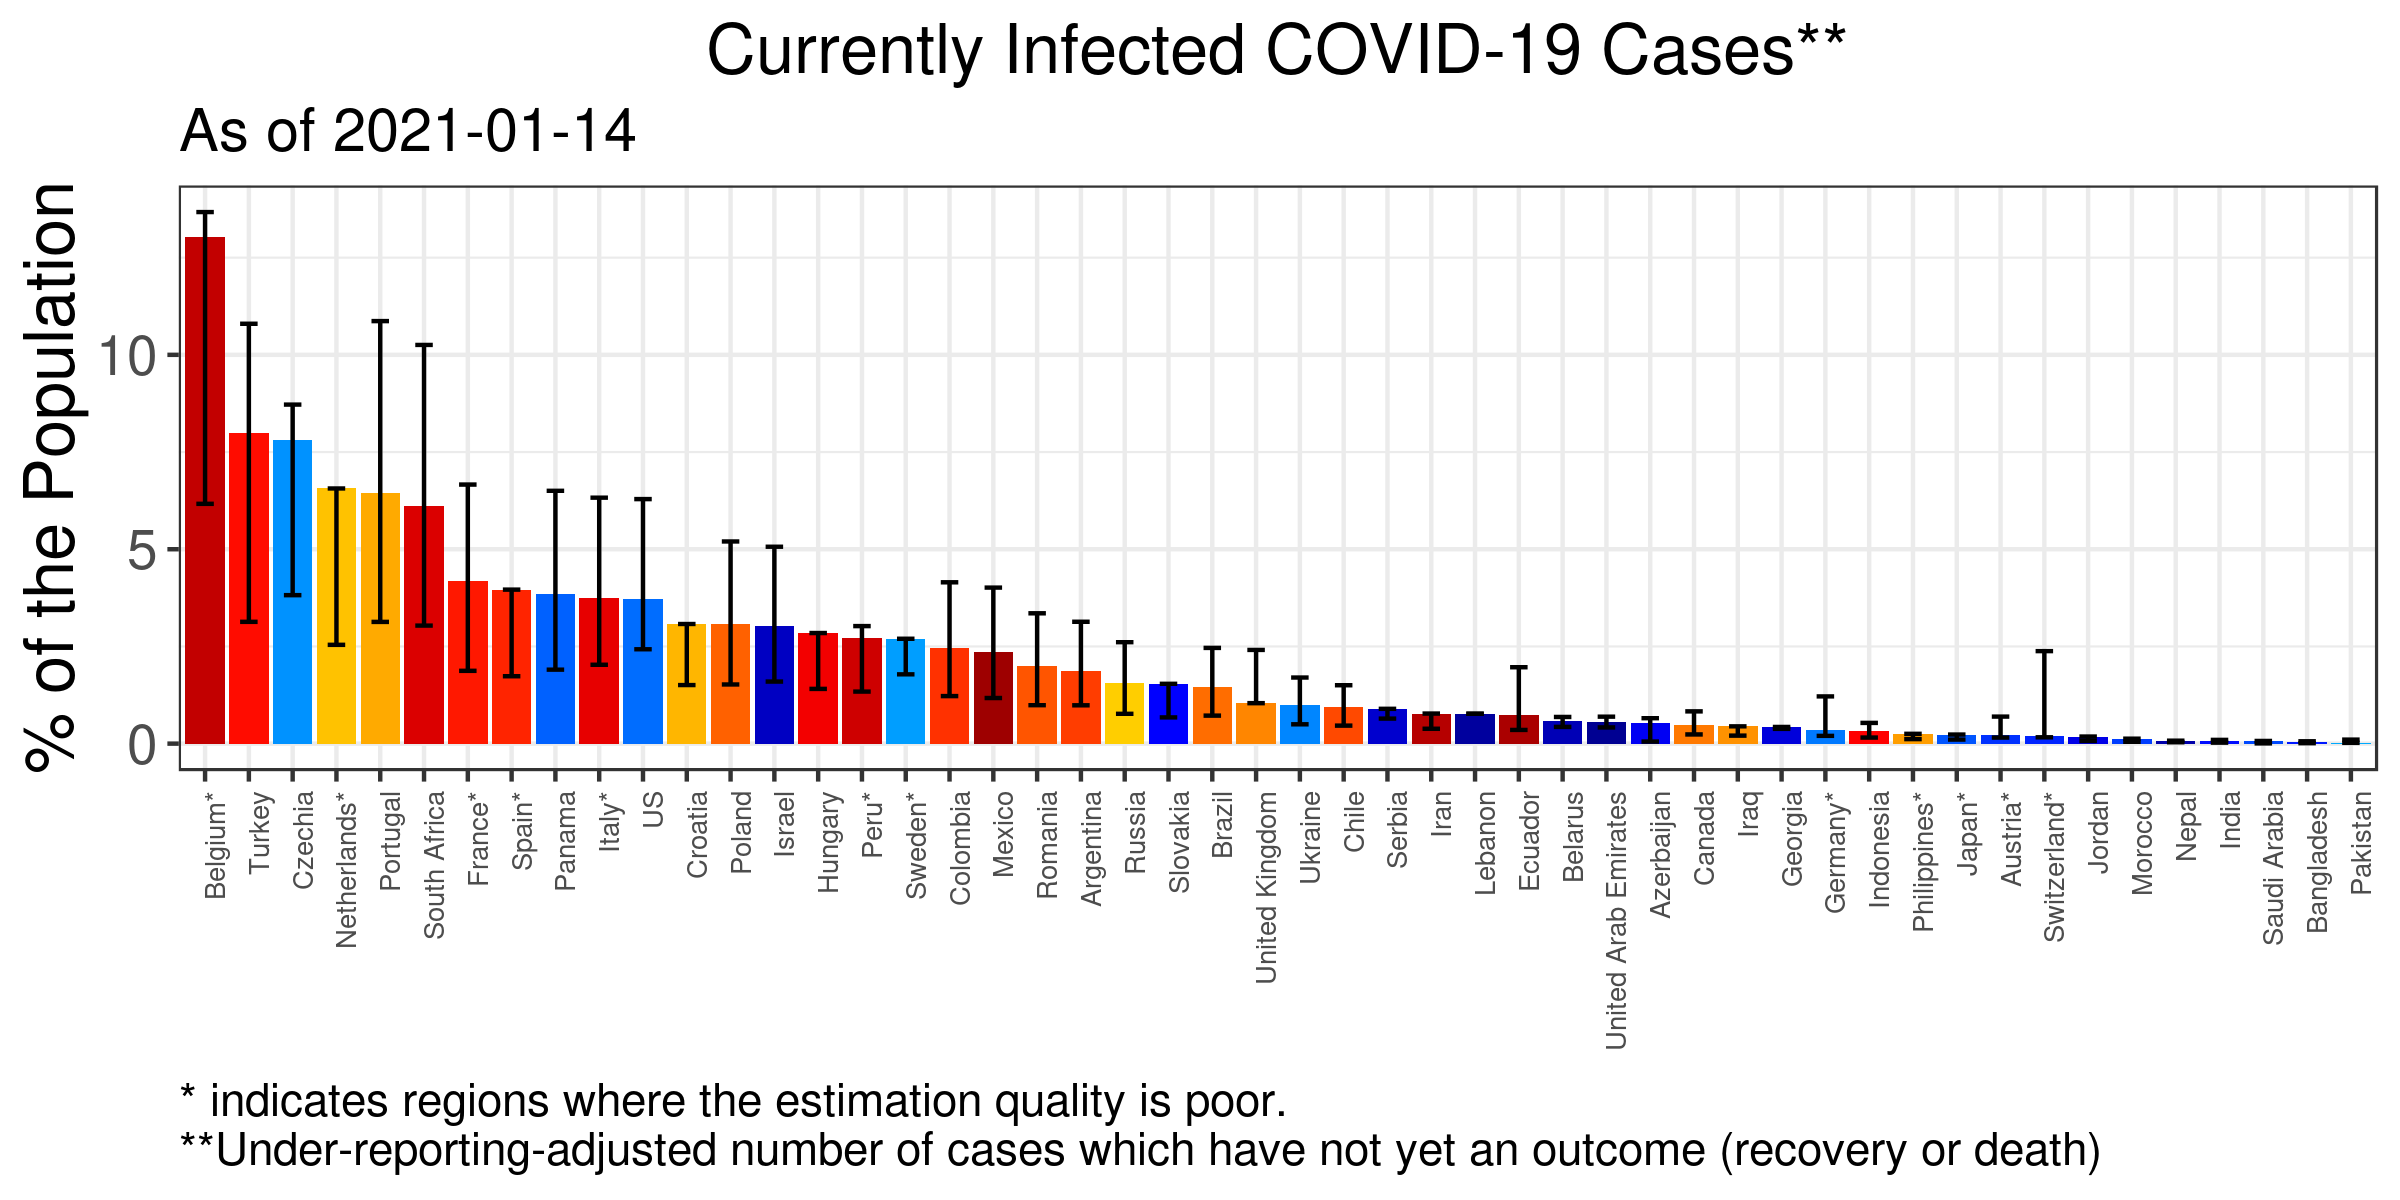 Currently Infected COVID-19 Cases**
As of 2021-01-14
% of the Population
10
5
0
Belgium*
Turkey
Czechia
Netherlands*
Portugal
South Africa
France*
Spain*
Panama
Italy*
US
Croatia
Poland
Israel
Hungary
Peru*
Sweden*
Colombia
Mexico
Romania
Argentina
Russia
Slovakia
Brazil
United Kingdom
Ukraine
Chile
Serbia
Iran
Lebanon
Ecuador
Belarus
United Arab Emirates
Azerbaijan
Canada
Iraq
Georgia
Germany*
Indonesia
Philippines*
Japan*
Austria*
Switzerland*
Jordan
Morocco
Nepal
India
Saudi Arabia
Bangladesh
Pakistan
* indicates regions where the estimation quality is poor.
**Under-reporting-adjusted number of cases which have not yet an outcome (recovery or death)